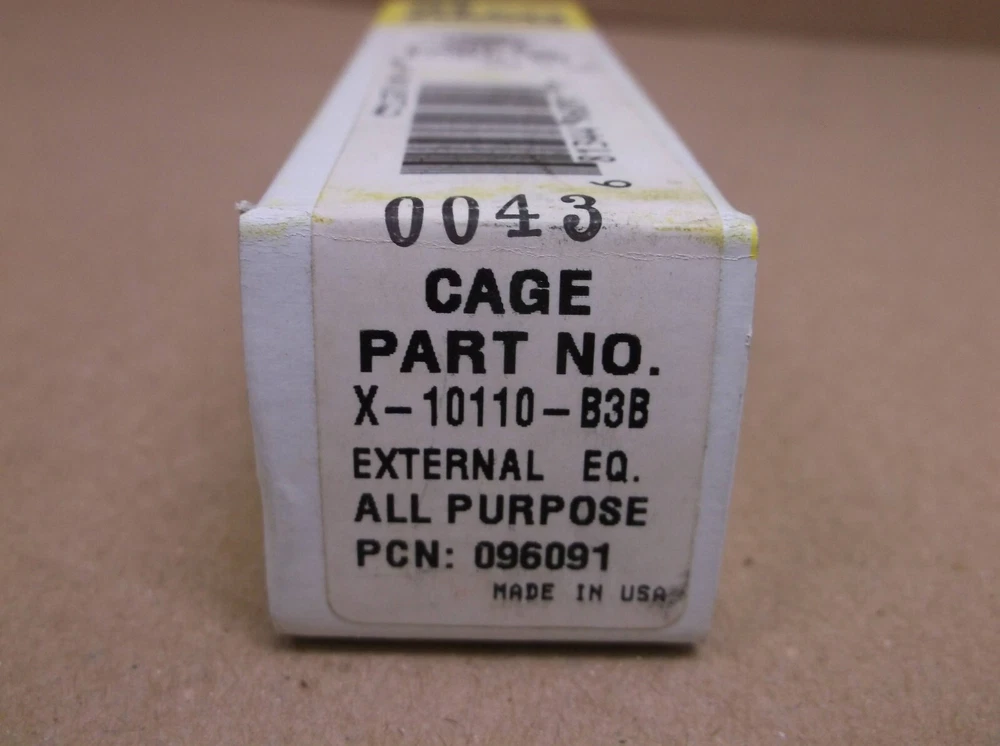 0043
CAGE
PART NO.
X-10110-B3B
EXTERNAL EQ.
ALL PURPOSE
PCN: 096091
MADE IN USA